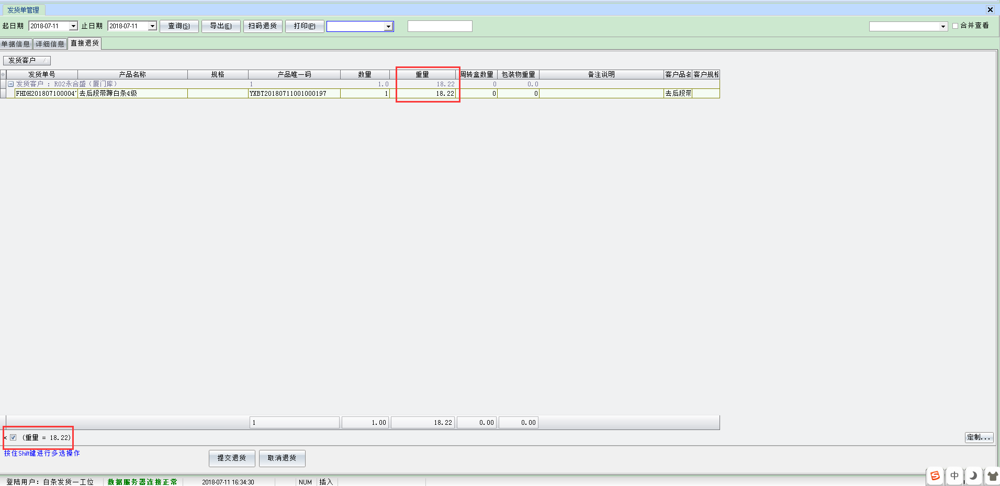 发货单管理
起日期 2018-07-11 止日期 2018-07-11 查询(S) 导出(E) 扫码退货 打印(P) 合并查看
单据信息 详细信息 直接退货
发货客户
发货单号 产品名称 规格 产品唯一码 数量 重量 周转盒数量 包装物重量 备注说明 客户品名 客户规格
发货客户 : R02永合盛（厦门库） 1 1.0 18.22 0 0.0
FHDH20180710004 去后段带蹄白条4级 YXBT20180711001000197 1 18.22 0 0 去后段带
1 1.00 18.22 0.00 0.00
× (重量 = 18.22) 定制...
按住Shift键进行多选操作
提交退货 取消退货
登陆用户: 白条发货一工位 数据服务器连接正常 2018-07-11 16:34:30 NUM 插入
中